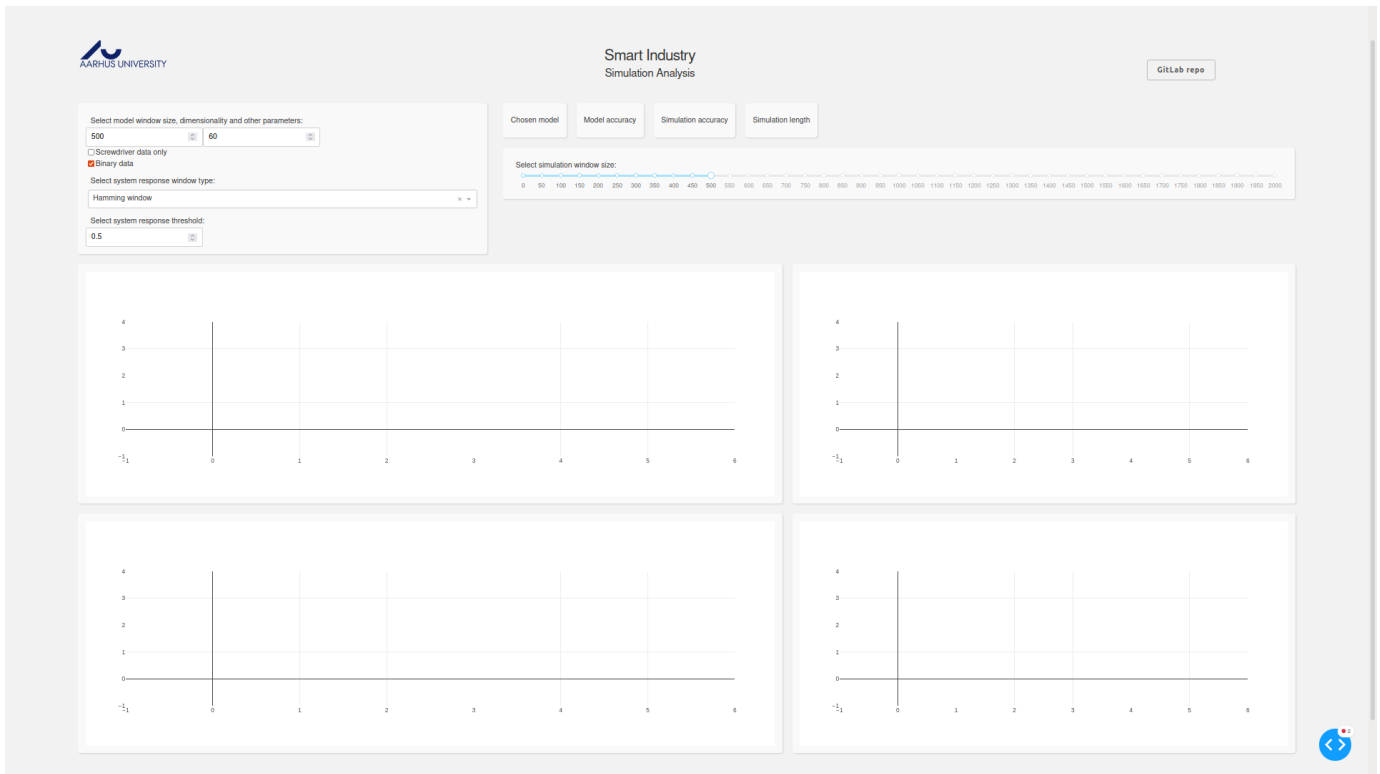 AARHUS UNIVERSITY
Smart Industry
Simulation Analysis
GitLab repo
Select model window size, dimensionality and other parameters:
500 60
Screwdriver data only
Binary data
Select system response window type:
Hamming window
Select system response threshold:
0.5
Chosen model Model accuracy Simulation accuracy Simulation length
Select simulation window size:
0 50 100 150 200 250 300 350 400 450 500 550 600 650 700 750 800 850 900 950 1000 1050 1100 1150 1200 1250 1300 1350 1400 1450 1500 1550 1600 1650 1700 1750 1800 1850 1900 1950 2000
4
3
2
1
0
−1
−1 0 1 2 3 4 5 6
4
3
2
1
0
−1
−1 0 1 2 3 4 5 6
4
3
2
1
0
−1
−1 0 1 2 3 4 5 6
4
3
2
1
0
−1
−1 0 1 2 3 4 5 6
2